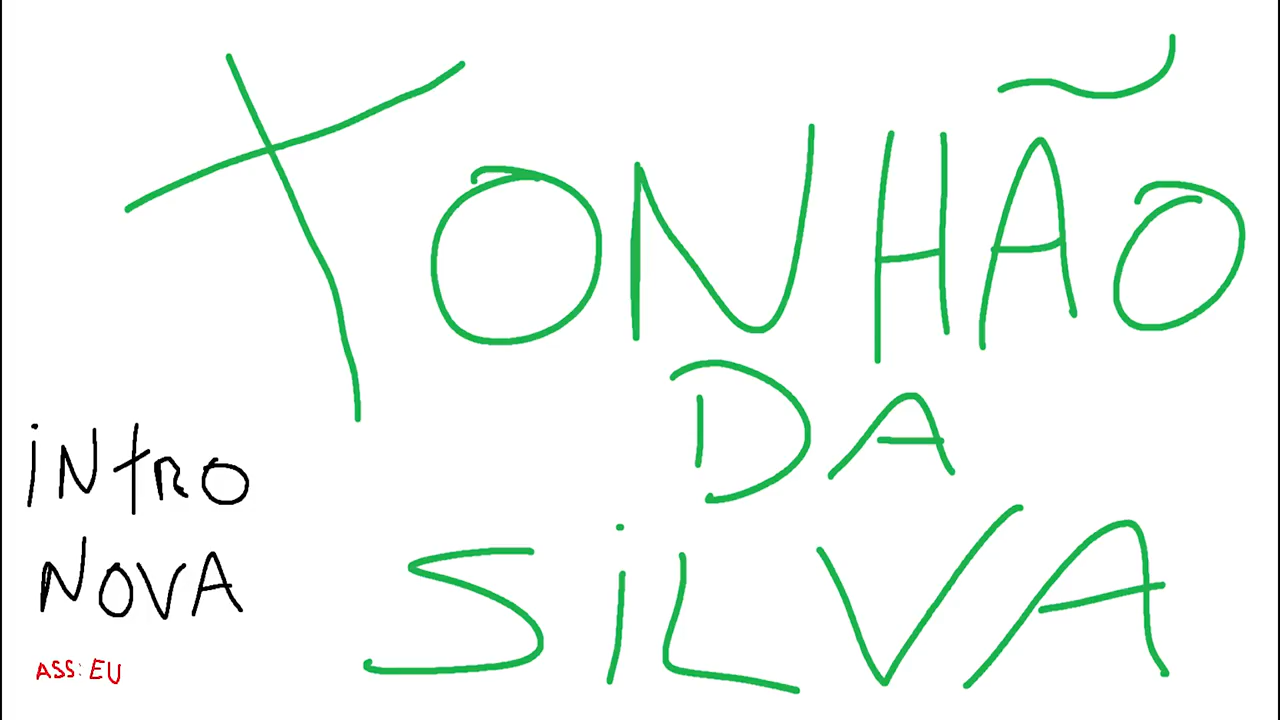 TONHÃO
DA
SiLVA
iNtRO
NOVA
ASS: EU